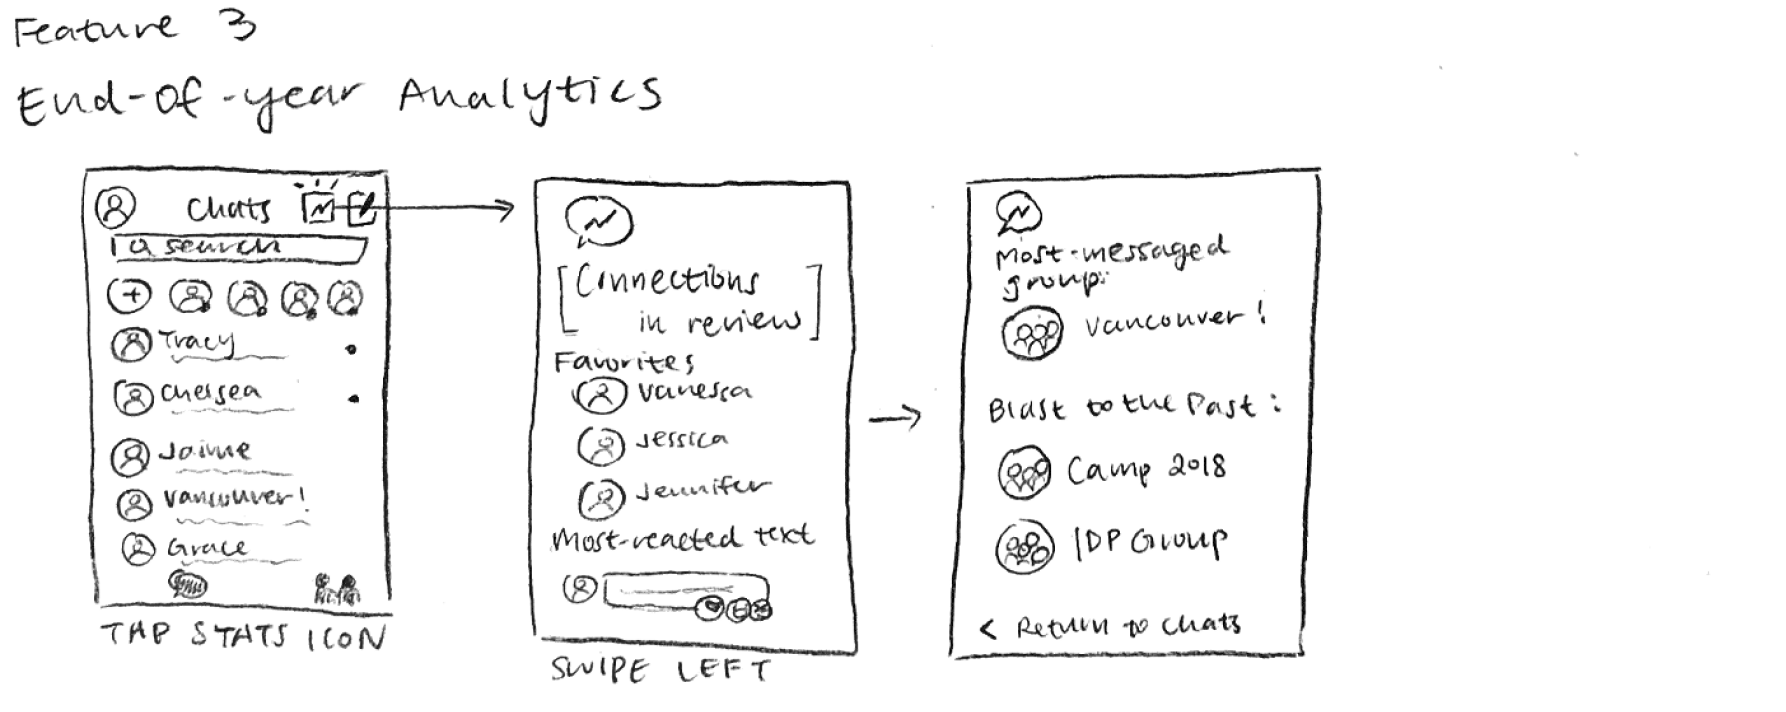 Feature 3
End-of-year Analytics
Chats
search
Tracy
Chelsea
Jaime
Vancouver!
Grace
TAP STATS ICON
[Connections
in review]
Favorites
Vanessa
Jessica
Jennifer
Most-reacted text
SWIPE LEFT
Most-messaged
group:
Vancouver!
Blast to the Past:
Camp 2018
IDP Group
< Return to chats